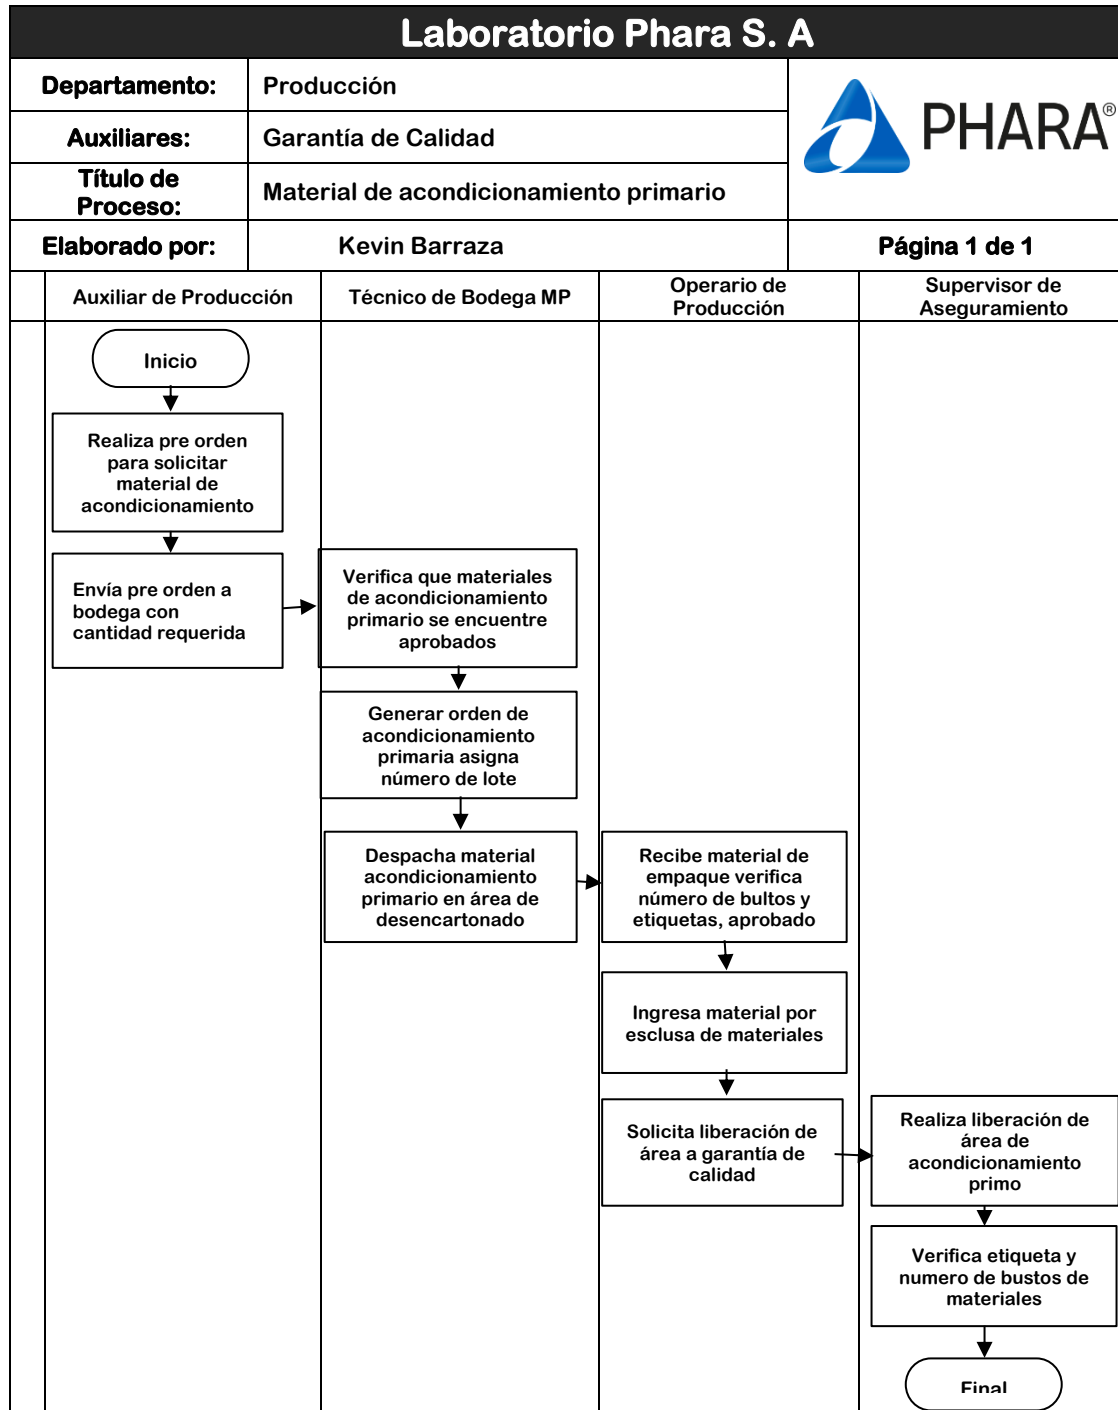 Laboratorio Phara S. A
Departamento:
Producción
PHARA®
Auxiliares:
Garantía de Calidad
Título de
Proceso:
Material de acondicionamiento primario
Elaborado por:
Kevin Barraza
Página 1 de 1
Auxiliar de Producción
Técnico de Bodega MP
Operario de
Producción
Supervisor de
Aseguramiento
Inicio
Realiza pre orden
para solicitar
material de
acondicionamiento
Envía pre orden a
bodega con
cantidad requerida
Verifica que materiales
de acondicionamiento
primario se encuentre
aprobados
Generar orden de
acondicionamiento
primaria asigna
número de lote
Despacha material
acondicionamiento
primario en área de
desencartonado
Recibe material de
empaque verifica
número de bultos y
etiquetas, aprobado
Ingresa material por
esclusa de materiales
Solicita liberación de
área a garantía de
calidad
Realiza liberación de
área de
acondicionamiento
primo
Verifica etiqueta y
numero de bustos de
materiales
Final